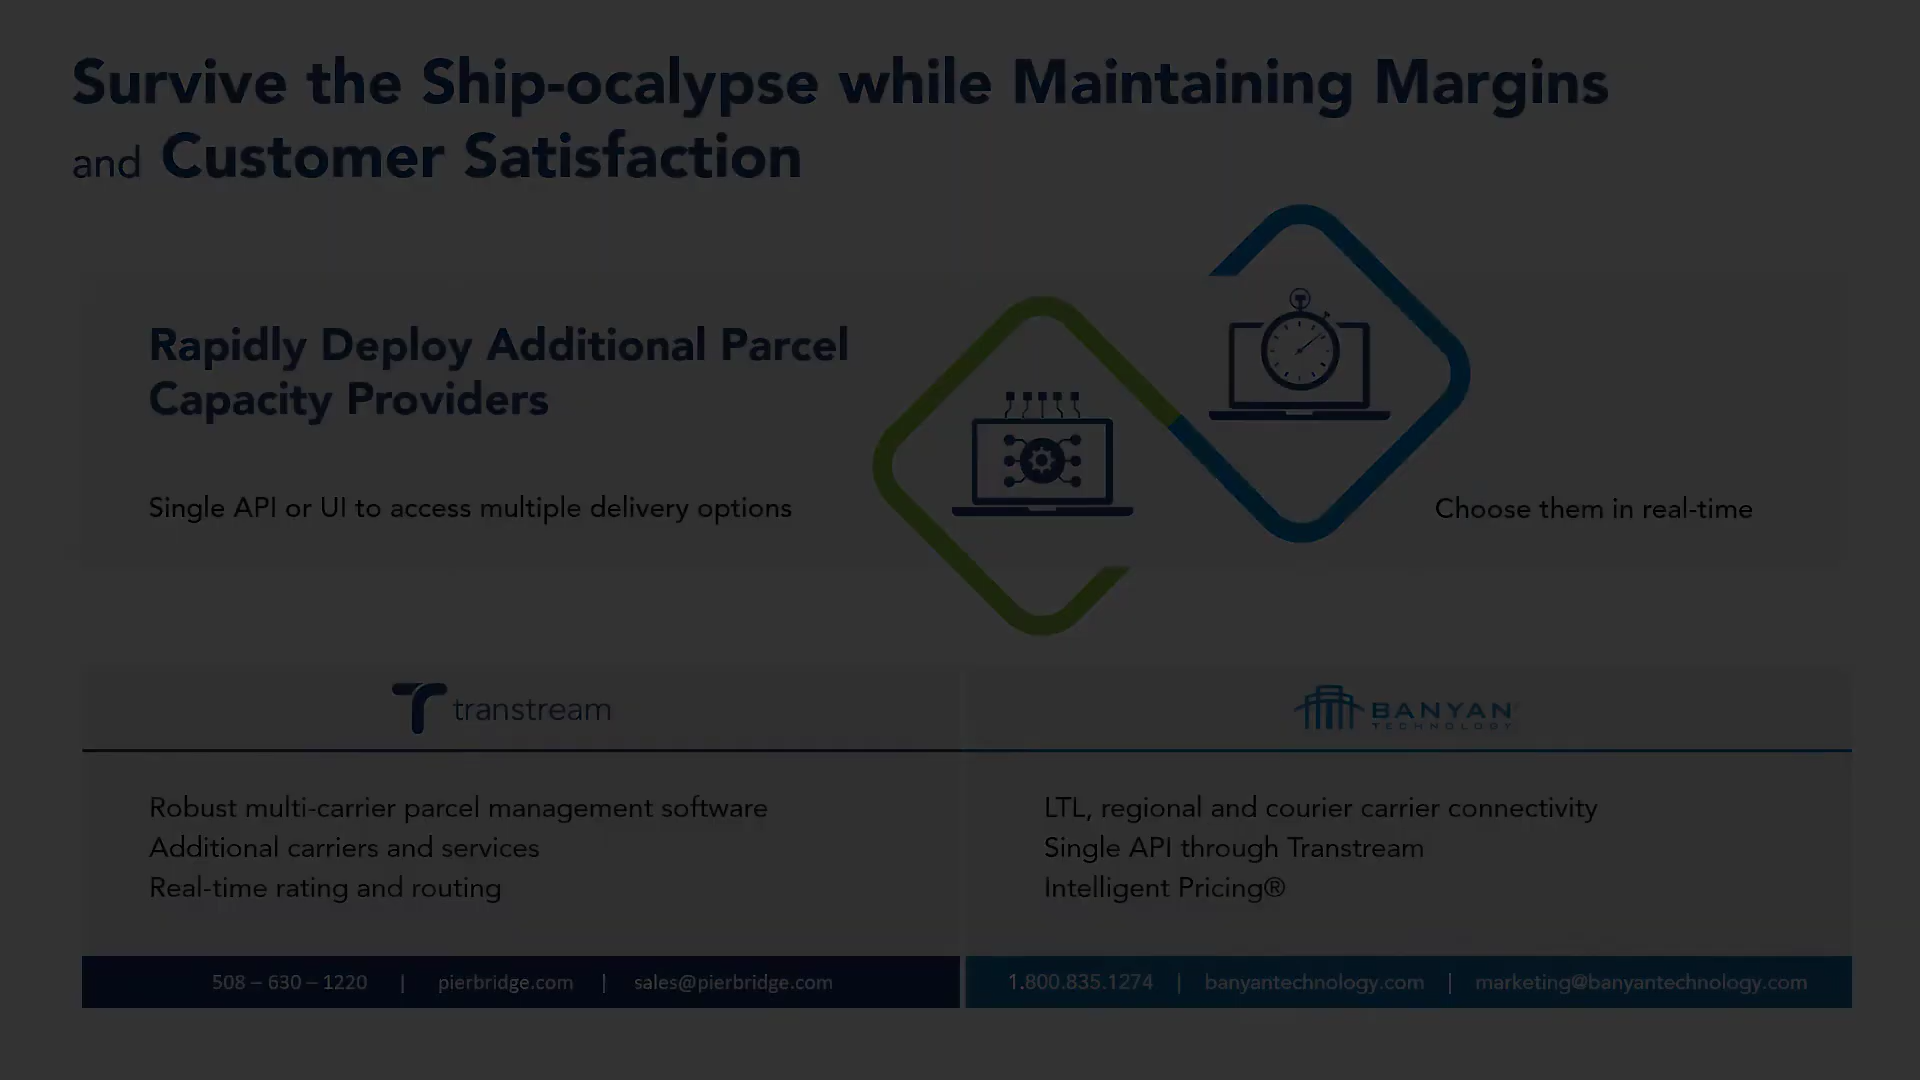 Survive the Ship-ocalypse while Maintaining Margins
and Customer Satisfaction
Rapidly Deploy Additional Parcel
Capacity Providers
Single API or UI to access multiple delivery options
Choose them in real-time
transtream
BANYAN
TECHNOLOGY
Robust multi-carrier parcel management software
Additional carriers and services
Real-time rating and routing
LTL, regional and courier carrier connectivity
Single API through Transtream
Intelligent Pricing®
508 – 630 – 1220 | pierbridge.com | sales@pierbridge.com
1.800.835.1274 | banyantechnology.com | marketing@banyantechnology.com